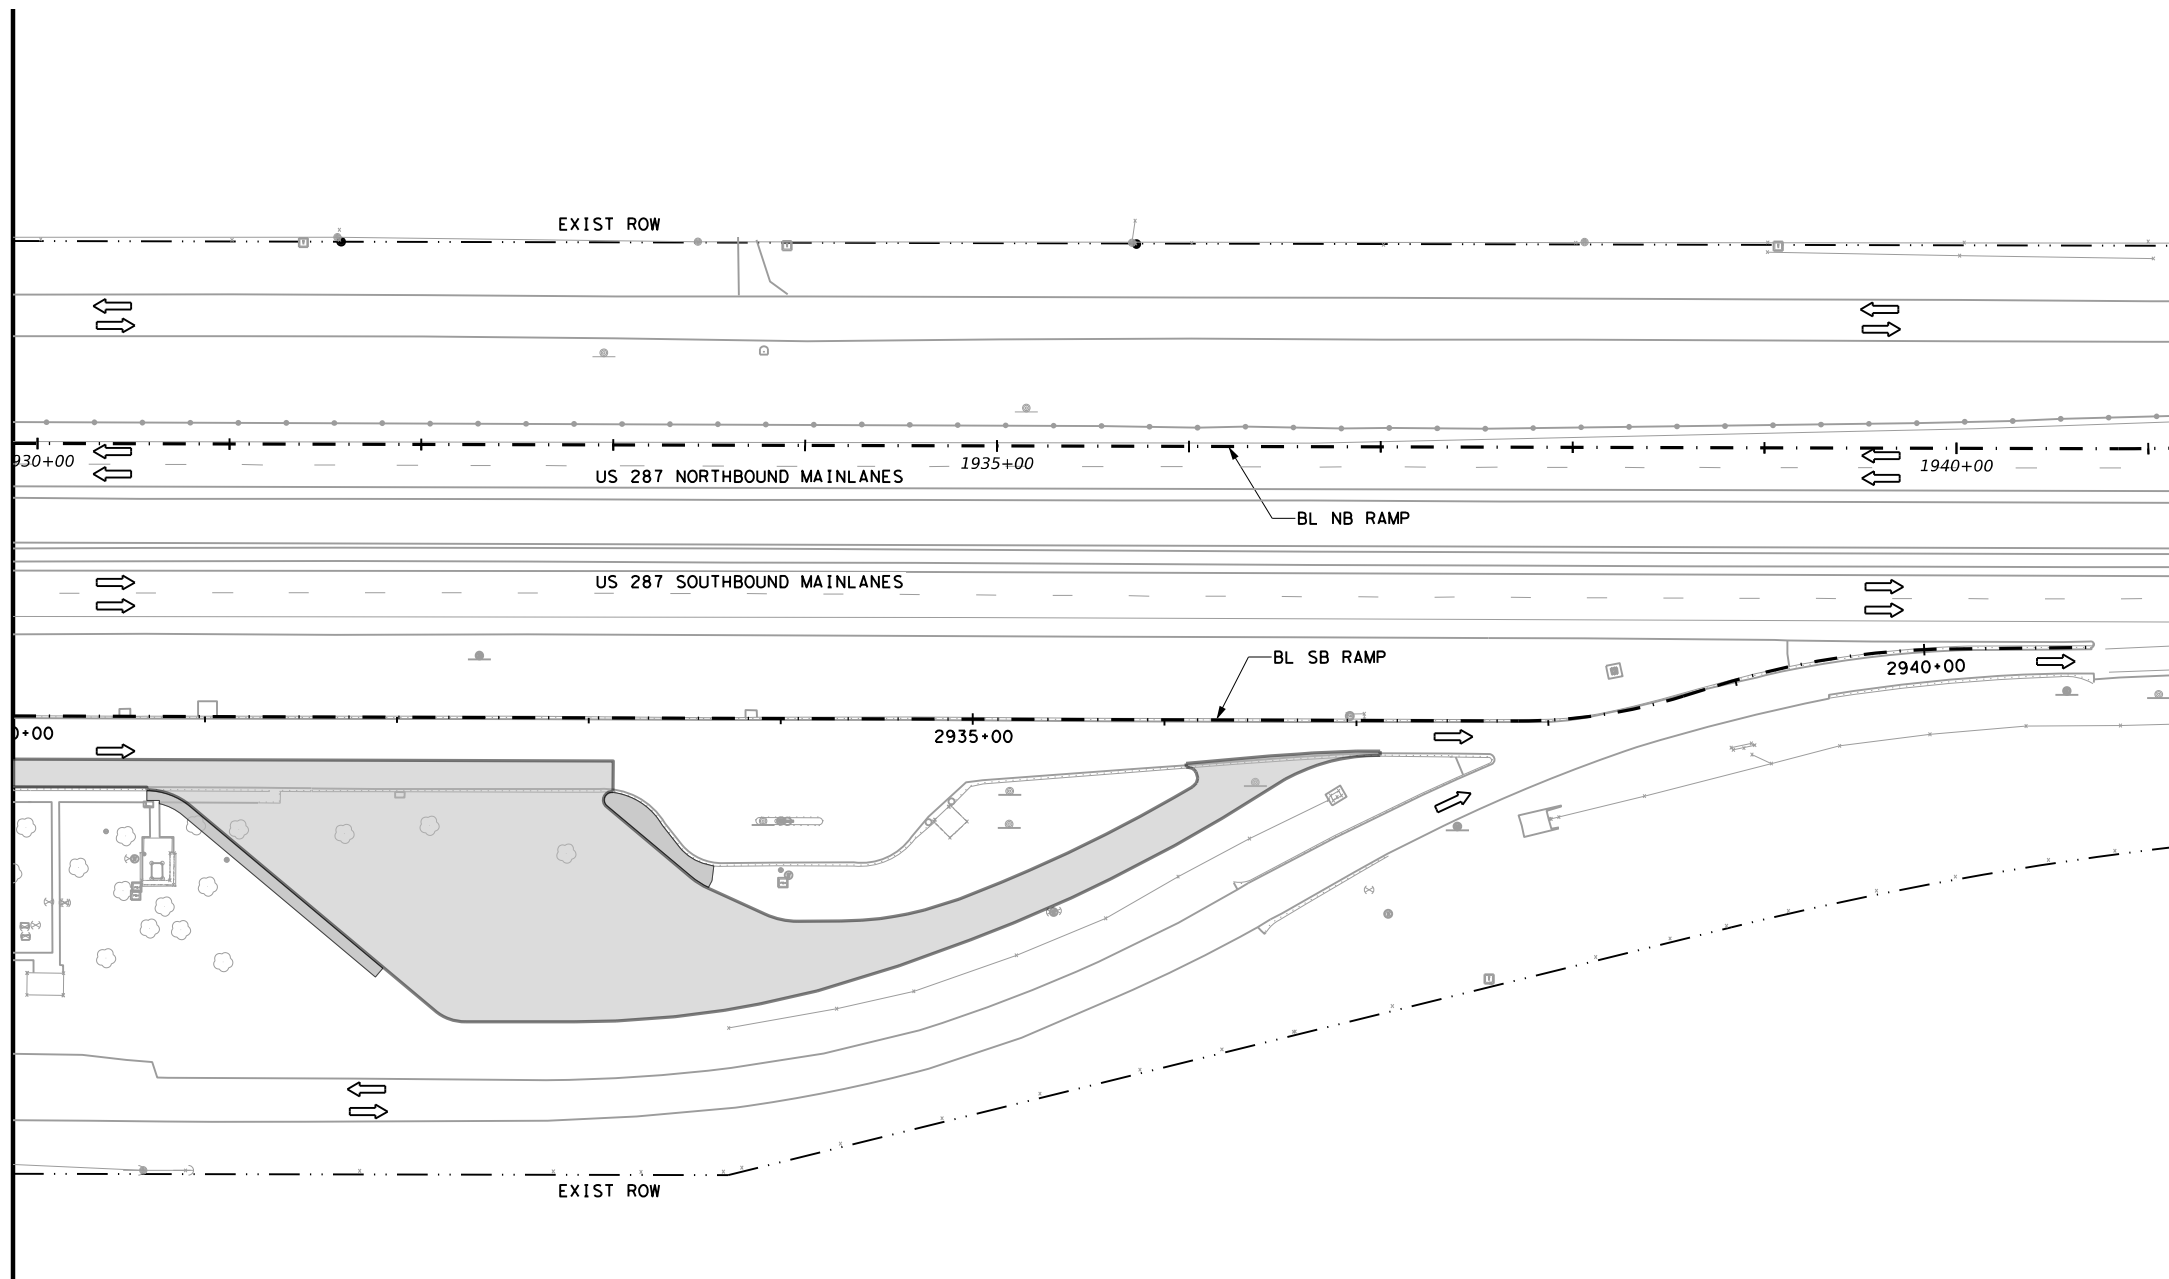 EXIST ROW
930+00
1935+00
1940+00
US 287 NORTHBOUND MAINLANES
BL NB RAMP
US 287 SOUTHBOUND MAINLANES
BL SB RAMP
2940+00
0+00
2935+00
EXIST ROW